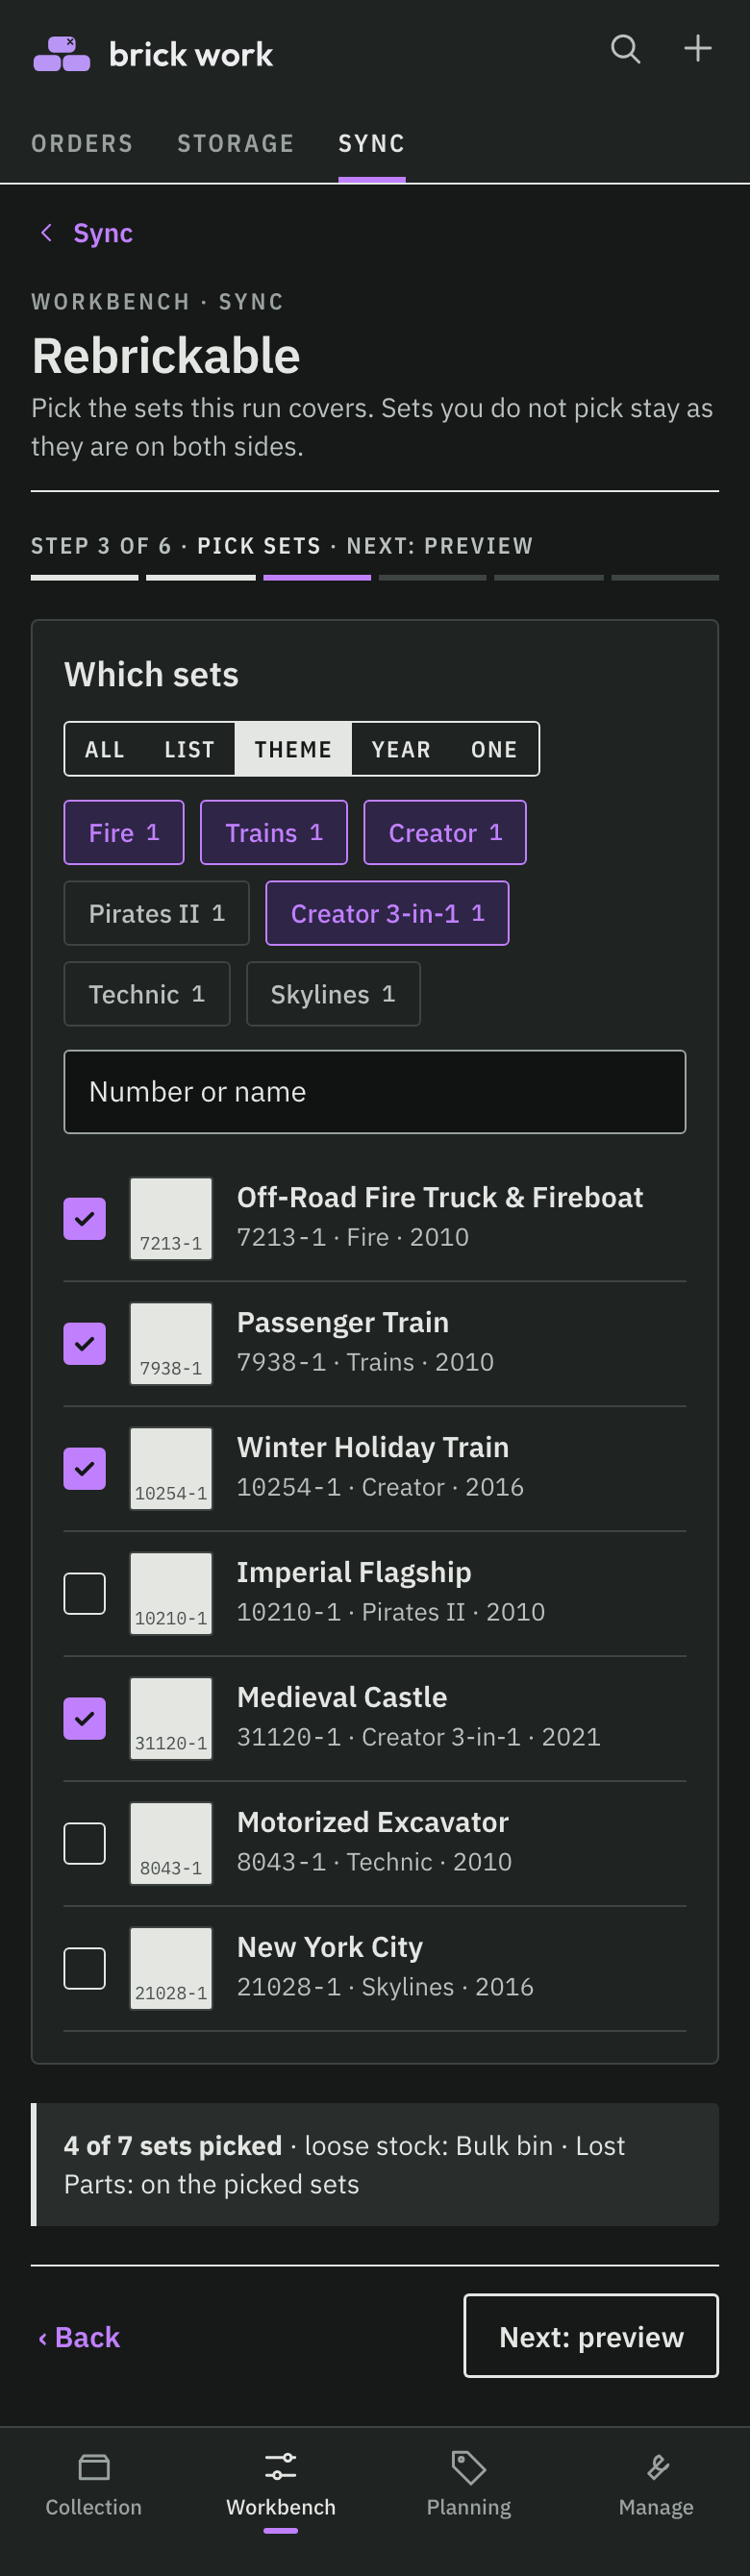 brick work
ORDERS STORAGE SYNC
Sync
WORKBENCH · SYNC
Rebrickable
Pick the sets this run covers. Sets you do not pick stay as
they are on both sides.
STEP 3 OF 6 · PICK SETS · NEXT: PREVIEW
Which sets
ALL LIST THEME YEAR ONE
Fire 1 Trains 1 Creator 1
Pirates II 1 Creator 3-in-1 1
Technic 1 Skylines 1
Number or name
Off-Road Fire Truck & Fireboat
7213-1 7213-1 · Fire · 2010
Passenger Train
7938-1 7938-1 · Trains · 2010
Winter Holiday Train
10254-1 10254-1 · Creator · 2016
Imperial Flagship
10210-1 10210-1 · Pirates II · 2010
Medieval Castle
31120-1 31120-1 · Creator 3-in-1 · 2021
Motorized Excavator
8043-1 8043-1 · Technic · 2010
New York City
21028-1 21028-1 · Skylines · 2016
4 of 7 sets picked · loose stock: Bulk bin · Lost
Parts: on the picked sets
‹ Back Next: preview
Collection Workbench Planning Manage